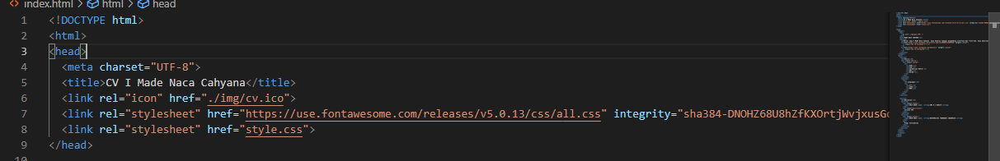 index.html > html > head
1 <!DOCTYPE html>
2 <html>
3 <head>
4 <meta charset="UTF-8">
5 <title>CV I Made Naca Cahyana</title>
6 <link rel="icon" href="./img/cv.ico">
7 <link rel="stylesheet" href="https://use.fontawesome.com/releases/v5.0.13/css/all.css" integrity="sha384-DNOHZ68U8hZfKXOrtjWvjxusGo
8 <link rel="stylesheet" href="style.css">
9 </head>
10